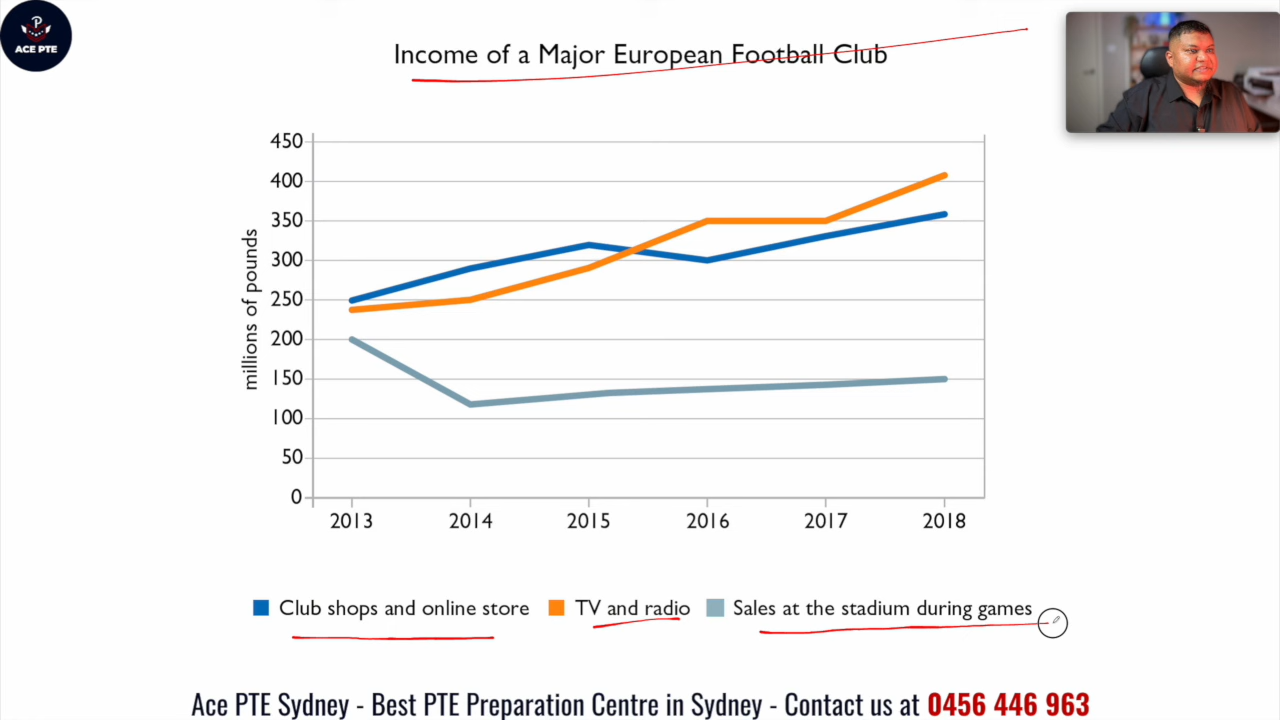 ACE PTE
Income of a Major European Football Club
450
400
350
300
250
200
150
100
50
0
millions of pounds
2013 2014 2015 2016 2017 2018
Club shops and online store TV and radio Sales at the stadium during games
Ace PTE Sydney - Best PTE Preparation Centre in Sydney - Contact us at 0456 446 963